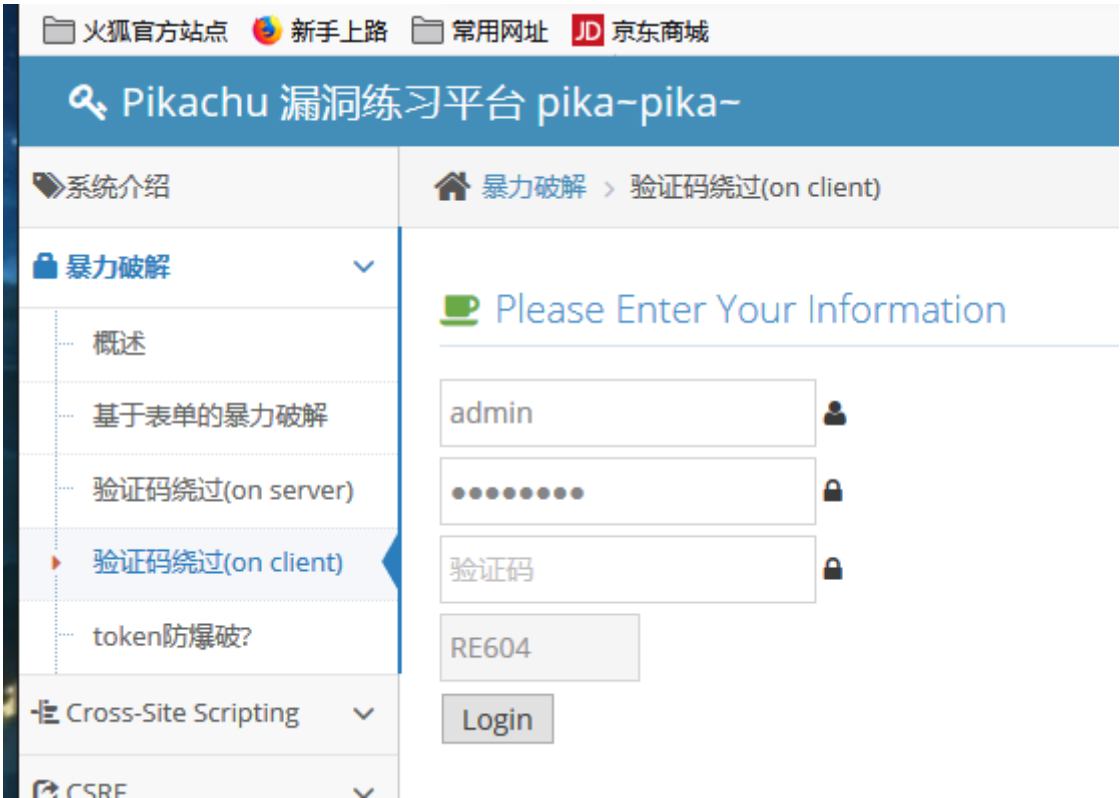 火狐官方站点 新手上路 常用网址 JD 京东商城
Pikachu 漏洞练习平台 pika~pika~
系统介绍
暴力破解
概述
基于表单的暴力破解
验证码绕过(on server)
验证码绕过(on client)
token防爆破?
Cross-Site Scripting
CSRF
暴力破解 > 验证码绕过(on client)
Please Enter Your Information
admin
••••••••
验证码
RE604
Login